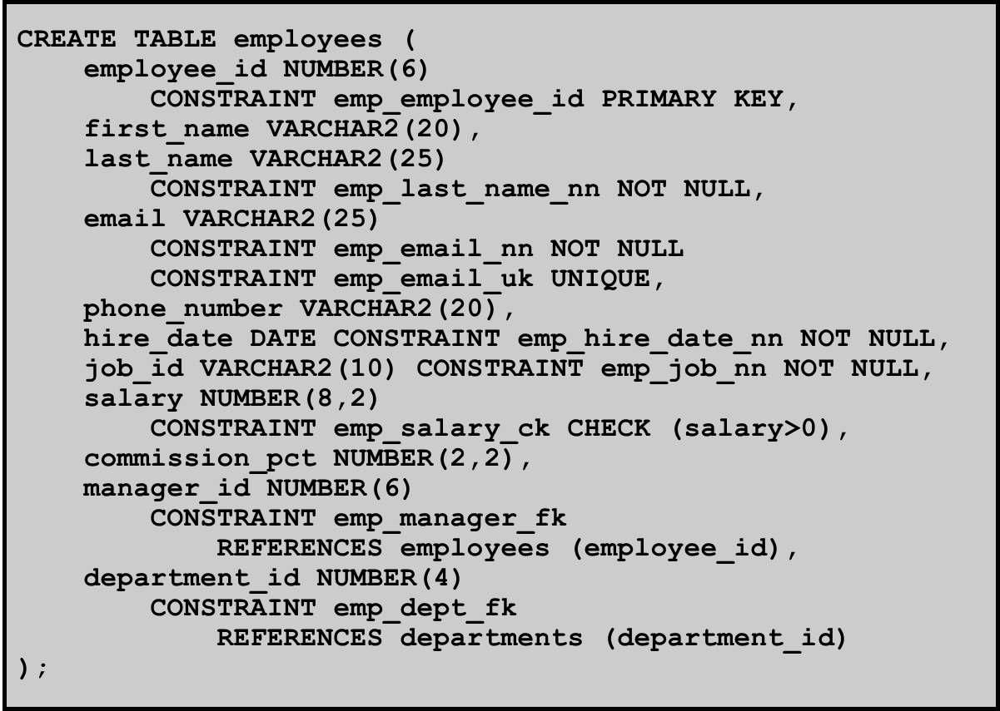 CREATE TABLE employees (
employee_id NUMBER(6)
CONSTRAINT emp_employee_id PRIMARY KEY,
first_name VARCHAR2(20),
last_name VARCHAR2(25)
CONSTRAINT emp_last_name_nn NOT NULL,
email VARCHAR2(25)
CONSTRAINT emp_email_nn NOT NULL
CONSTRAINT emp_email_uk UNIQUE,
phone_number VARCHAR2(20),
hire_date DATE CONSTRAINT emp_hire_date_nn NOT NULL,
job_id VARCHAR2(10) CONSTRAINT emp_job_nn NOT NULL,
salary NUMBER(8,2)
CONSTRAINT emp_salary_ck CHECK (salary>0),
commission_pct NUMBER(2,2),
manager_id NUMBER(6)
CONSTRAINT emp_manager_fk
REFERENCES employees (employee_id),
department_id NUMBER(4)
CONSTRAINT emp_dept_fk
REFERENCES departments (department_id)
);